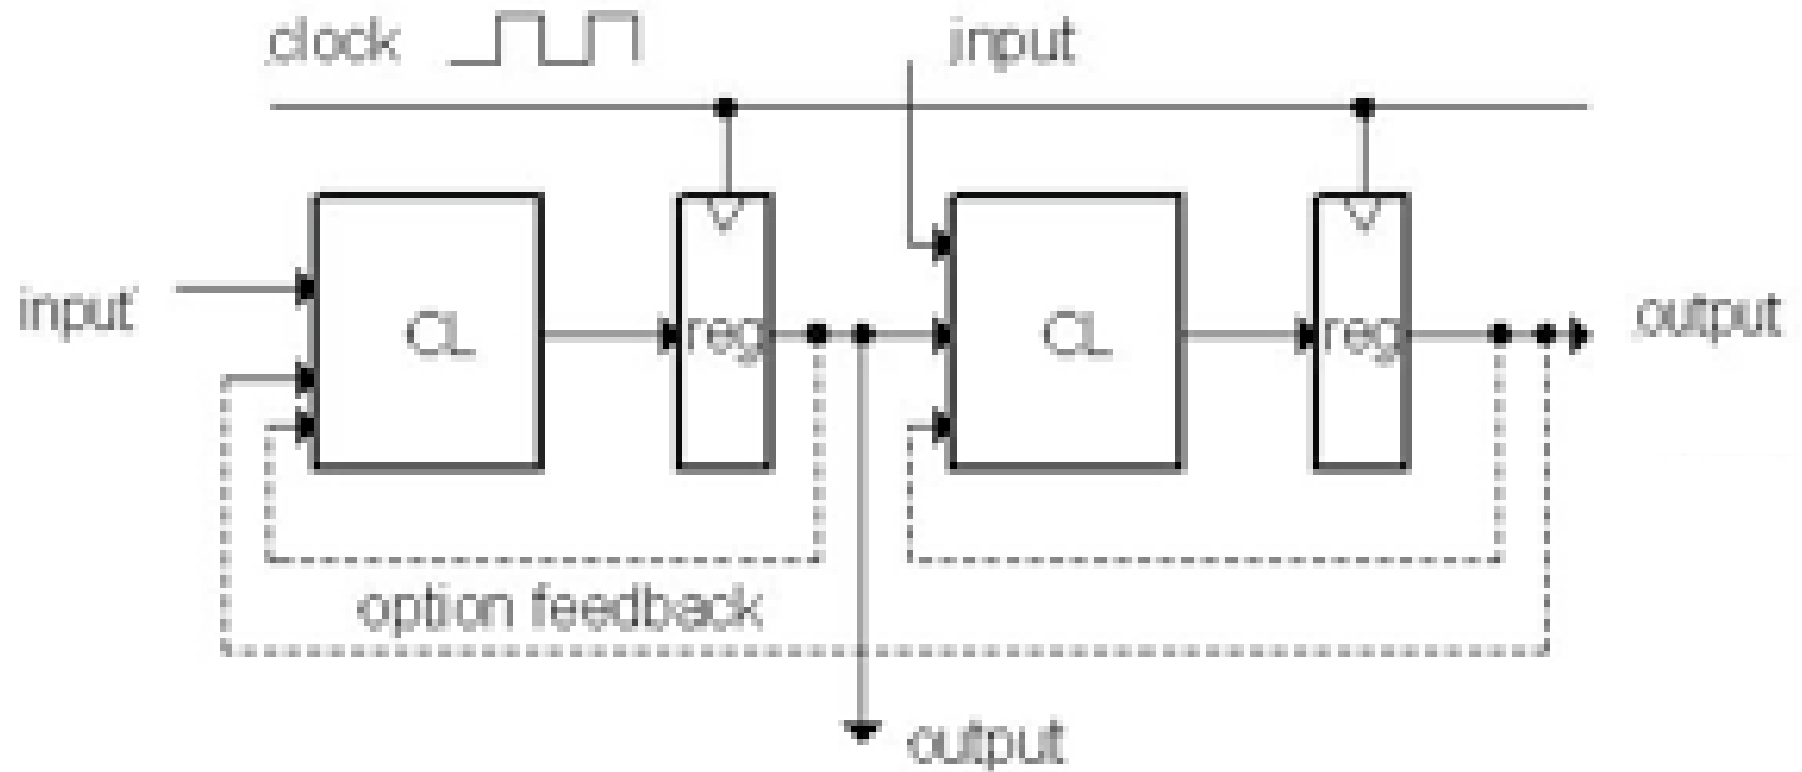 clock
input
input
CL
reg
CL
reg
output
option feedback
output